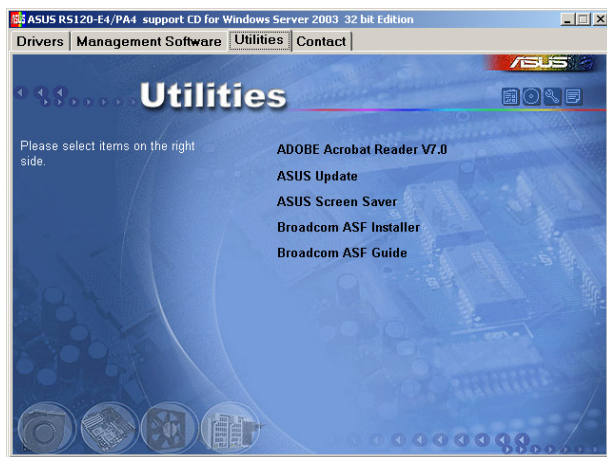 ASUS RS120-E4/PA4 support CD for Windows Server 2003 32 bit Edition
Drivers Management Software Utilities Contact
ASUS
Utilities
Please select items on the right
side.
ADOBE Acrobat Reader V7.0
ASUS Update
ASUS Screen Saver
Broadcom ASF Installer
Broadcom ASF Guide